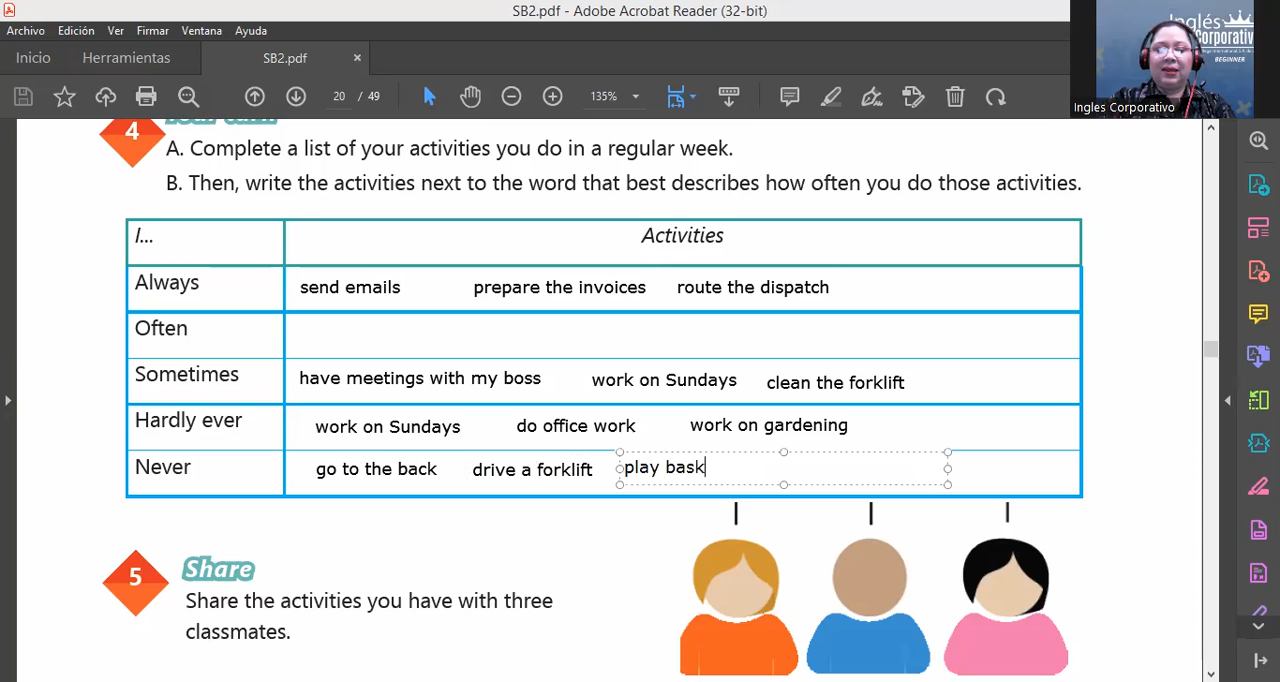 SB2.pdf - Adobe Acrobat Reader (32-bit)
Archivo Edición Ver Firmar Ventana Ayuda
Inicio Herramientas SB2.pdf ×
20 / 49 135%
Inglés
Corporativo
BEGINNER
Ingles Corporativo
4
A. Complete a list of your activities you do in a regular week.
B. Then, write the activities next to the word that best describes how often you do those activities.
I... Activities
Always send emails prepare the invoices route the dispatch
Often
Sometimes have meetings with my boss work on Sundays clean the forklift
Hardly ever work on Sundays do office work work on gardening
Never go to the back drive a forklift play bask
5 Share
Share the activities you have with three
classmates.